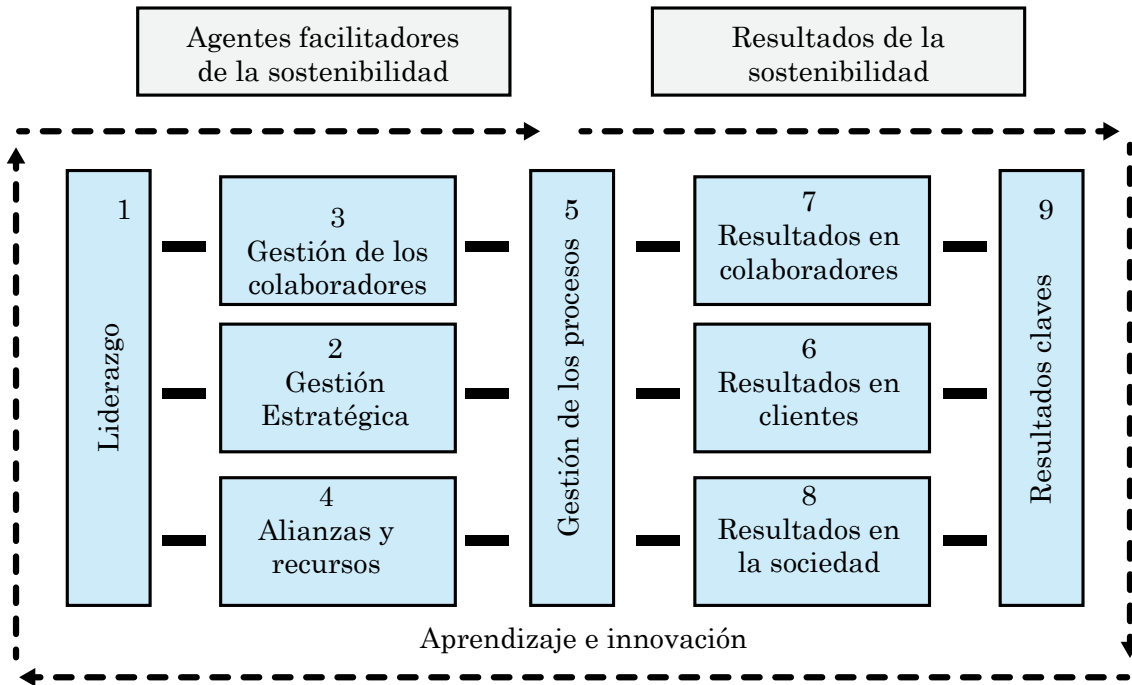 Agentes facilitadores
de la sostenibilidad
Resultados de la
sostenibilidad
1
Liderazgo
3
Gestión de los
colaboradores
2
Gestión
Estratégica
4
Alianzas y
recursos
5
Gestión de los procesos
7
Resultados en
colaboradores
6
Resultados en
clientes
8
Resultados en
la sociedad
9
Resultados claves
Aprendizaje e innovación